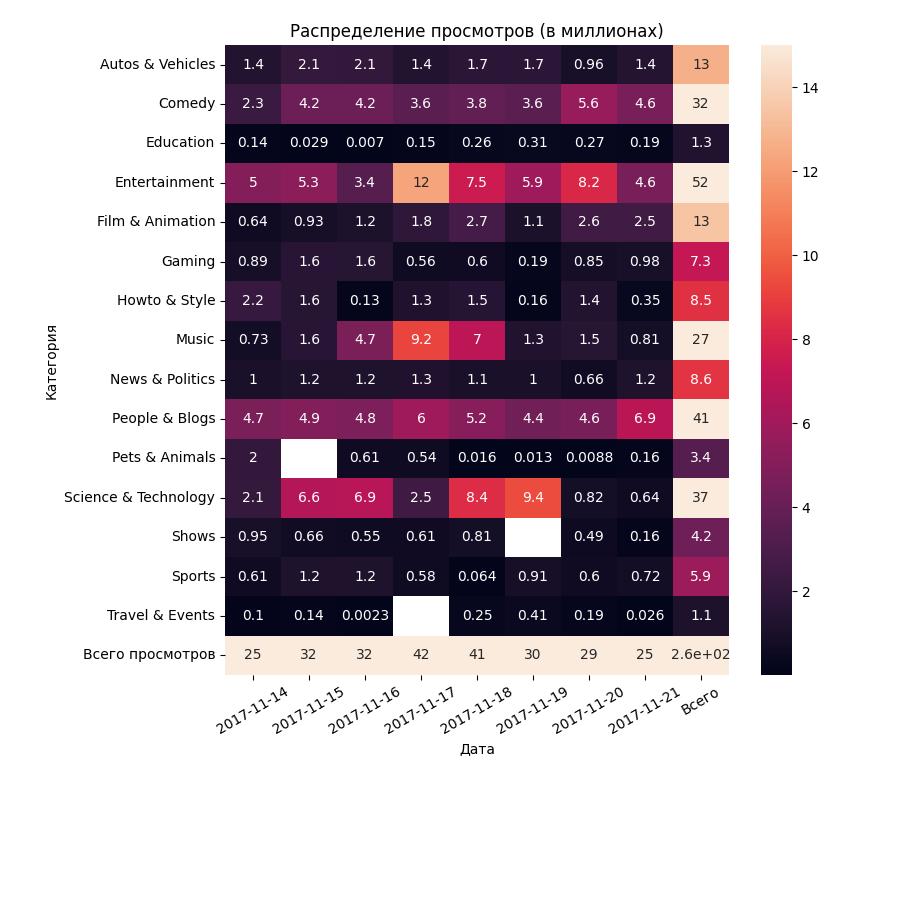 Распределение просмотров (в миллионах)
Категория
Autos & Vehicles 1.4 2.1 2.1 1.4 1.7 1.7 0.96 1.4 13
Comedy 2.3 4.2 4.2 3.6 3.8 3.6 5.6 4.6 32
Education 0.14 0.029 0.007 0.15 0.26 0.31 0.27 0.19 1.3
Entertainment 5 5.3 3.4 12 7.5 5.9 8.2 4.6 52
Film & Animation 0.64 0.93 1.2 1.8 2.7 1.1 2.6 2.5 13
Gaming 0.89 1.6 1.6 0.56 0.6 0.19 0.85 0.98 7.3
Howto & Style 2.2 1.6 0.13 1.3 1.5 0.16 1.4 0.35 8.5
Music 0.73 1.6 4.7 9.2 7 1.3 1.5 0.81 27
News & Politics 1 1.2 1.2 1.3 1.1 1 0.66 1.2 8.6
People & Blogs 4.7 4.9 4.8 6 5.2 4.4 4.6 6.9 41
Pets & Animals 2 0.61 0.54 0.016 0.013 0.0088 0.16 3.4
Science & Technology 2.1 6.6 6.9 2.5 8.4 9.4 0.82 0.64 37
Shows 0.95 0.66 0.55 0.61 0.81 0.49 0.16 4.2
Sports 0.61 1.2 1.2 0.58 0.064 0.91 0.6 0.72 5.9
Travel & Events 0.1 0.14 0.0023 0.25 0.41 0.19 0.026 1.1
Всего просмотров 25 32 32 42 41 30 29 25 2.6e+02
2017-11-14 2017-11-15 2017-11-16 2017-11-17 2017-11-18 2017-11-19 2017-11-20 2017-11-21 Всего
Дата
14
12
10
8
6
4
2